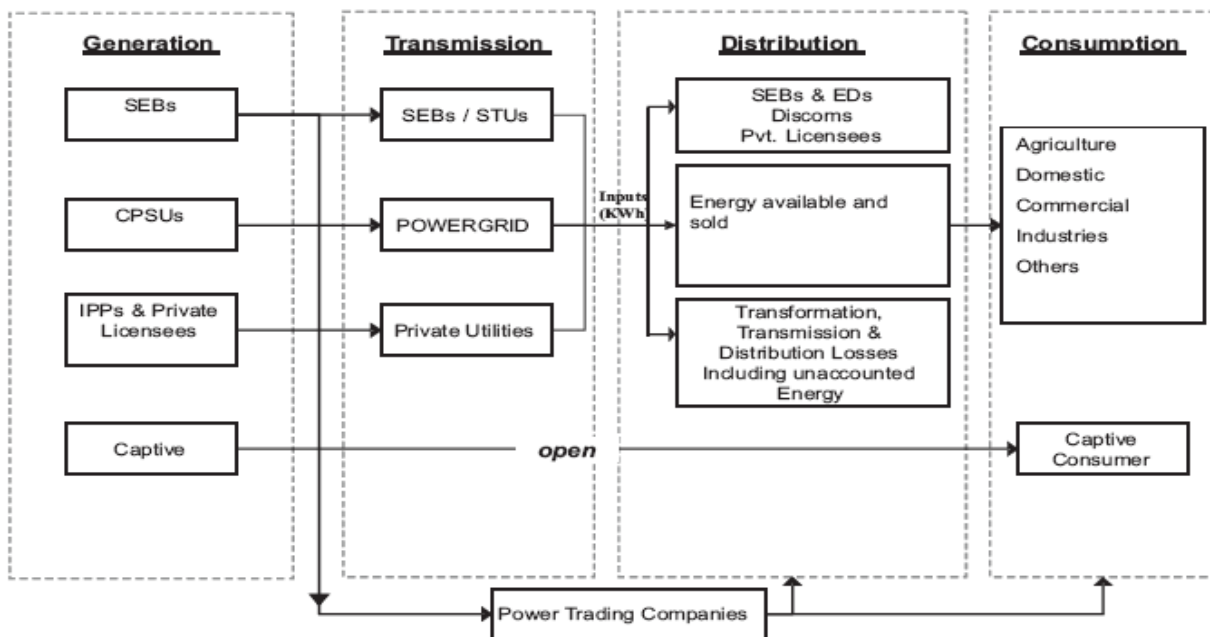 Generation
SEBs
CPSUs
IPPs & Private
Licensees
Captive
Transmission
SEBs / STUs
POWERGRID
Private Utilities
open
Inputs
(KWh)
Distribution
SEBs & EDs
Discoms
Pvt. Licensees
Energy available and
sold
Transformation,
Transmission &
Distribution Losses
Including unaccounted
Energy
Consumption
Agriculture
Domestic
Commercial
Industries
Others
Captive
Consumer
Power Trading Companies